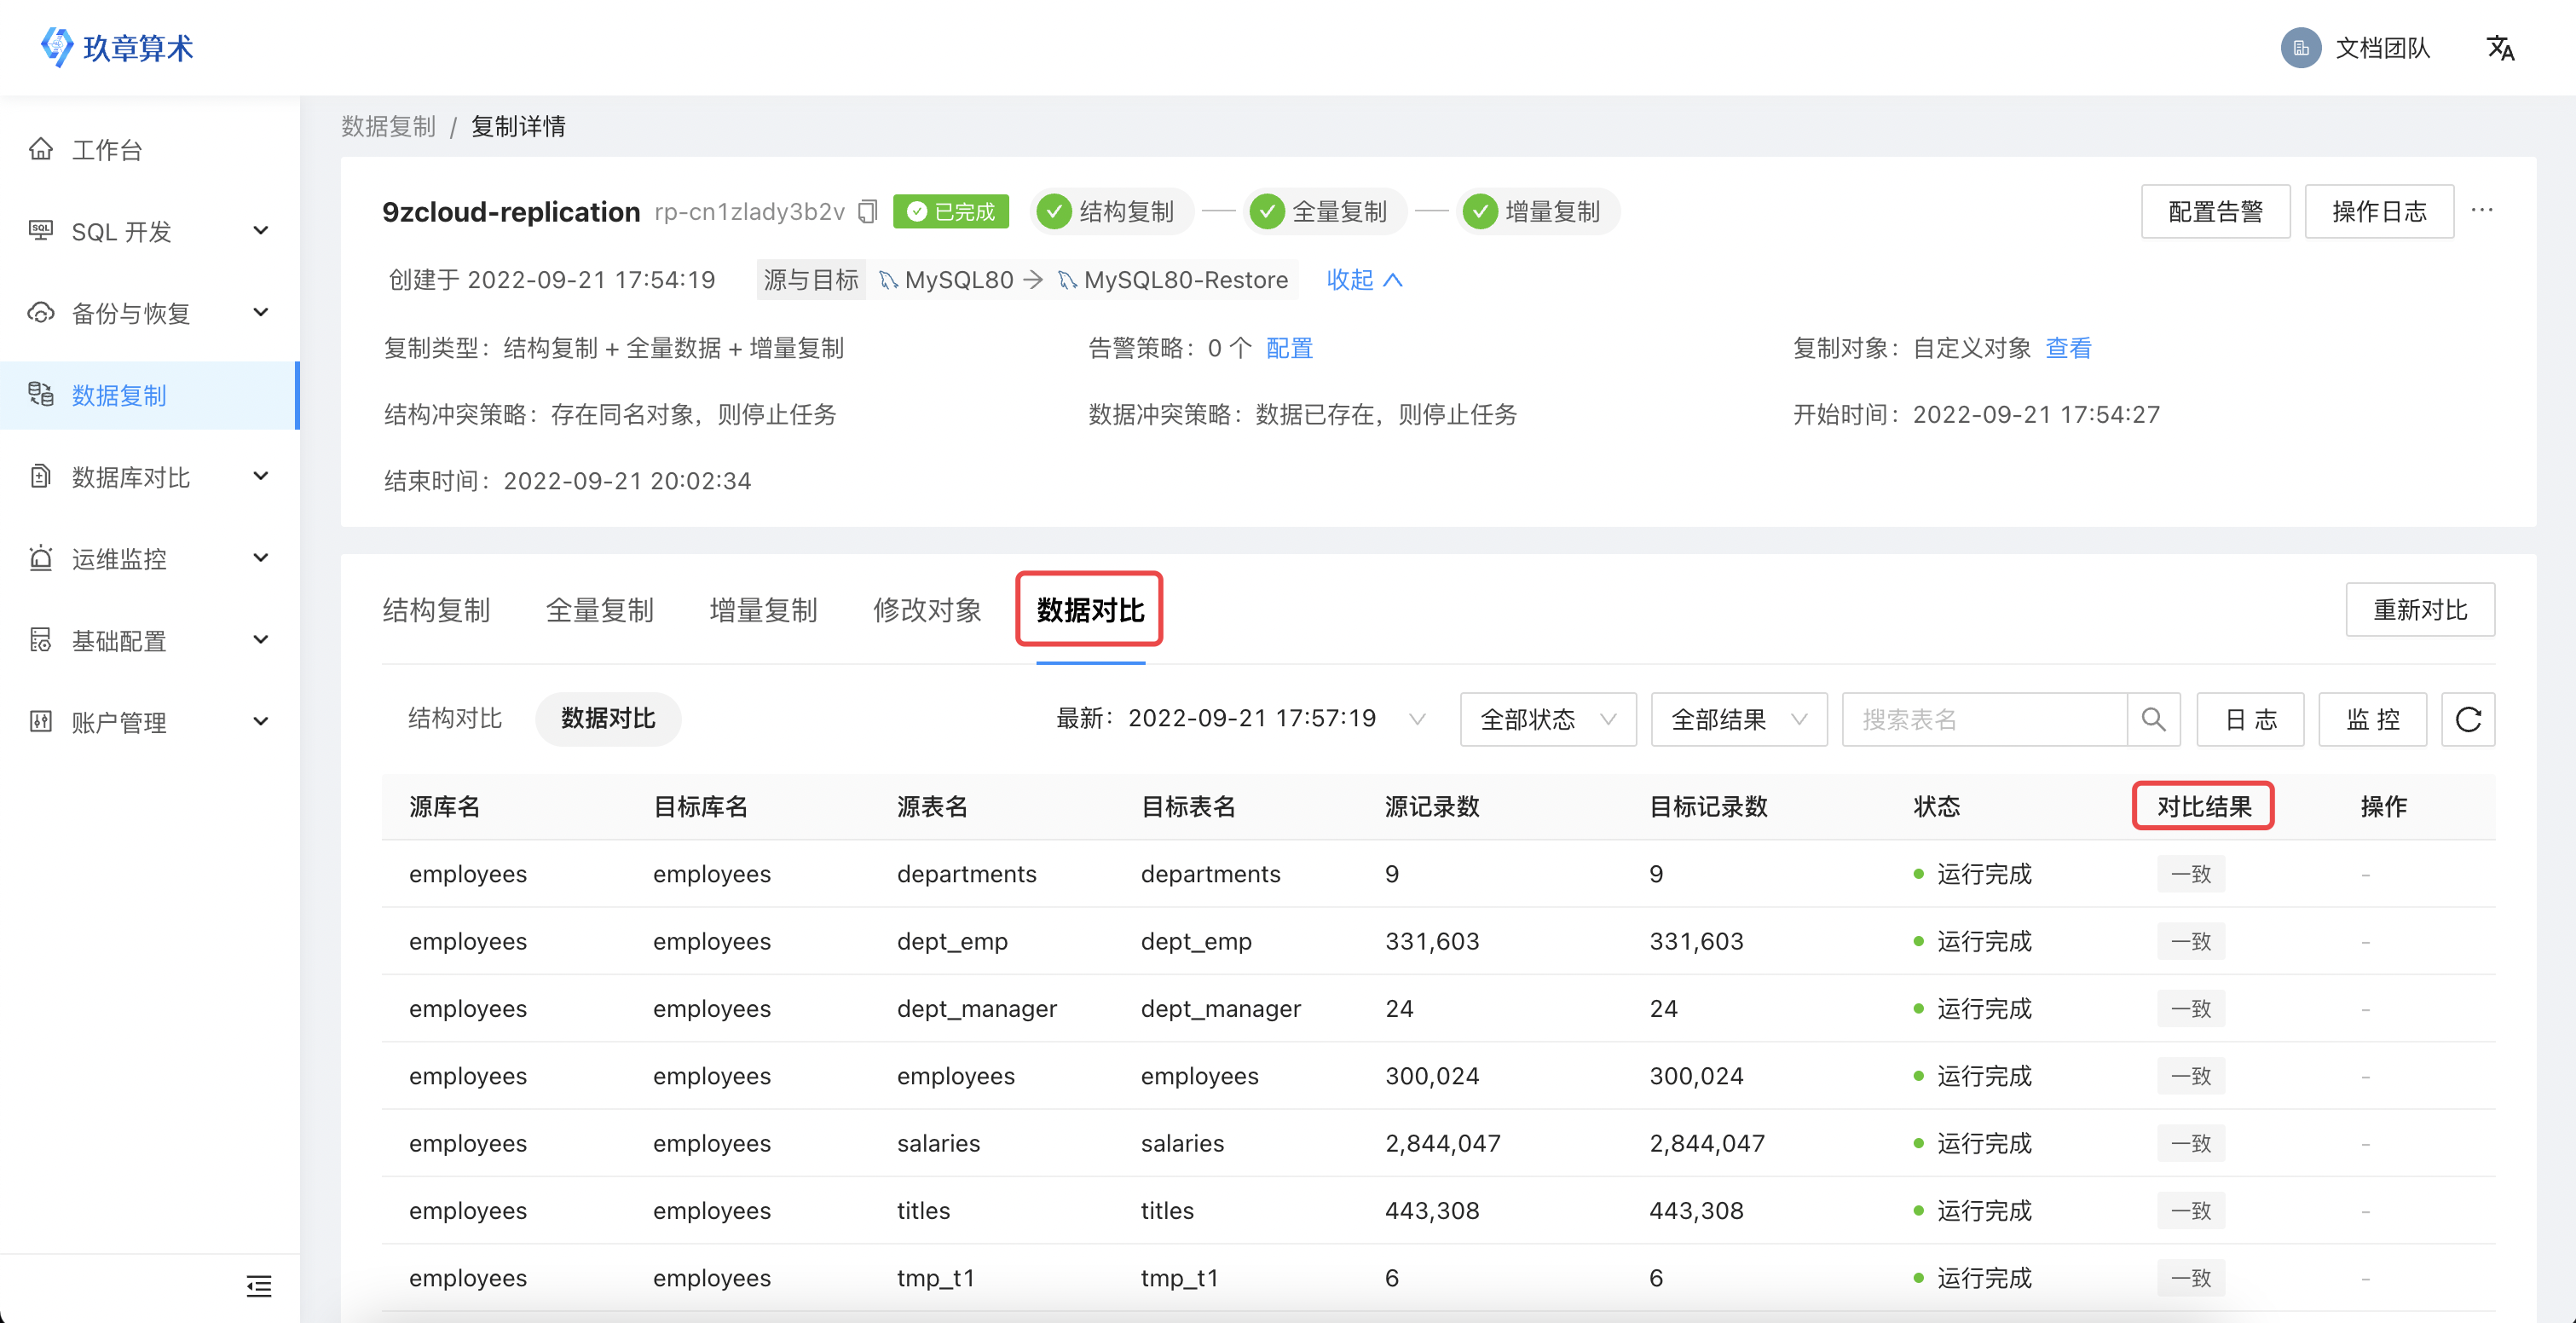 玖章算术
文档团队
工作台
SQL 开发
备份与恢复
数据复制
数据库对比
运维监控
基础配置
账户管理
数据复制 / 复制详情
9zcloud-replication rp-cn1zlady3b2v 已完成 结构复制 全量复制 增量复制 配置告警 操作日志 ···
创建于 2022-09-21 17:54:19 源与目标 MySQL80 → MySQL80-Restore 收起
复制类型：结构复制 + 全量数据 + 增量复制 告警策略：0 个 配置 复制对象：自定义对象 查看
结构冲突策略：存在同名对象，则停止任务 数据冲突策略：数据已存在，则停止任务 开始时间：2022-09-21 17:54:27
结束时间：2022-09-21 20:02:34
结构复制 全量复制 增量复制 修改对象 数据对比 重新对比
结构对比 数据对比 最新：2022-09-21 17:57:19 全部状态 全部结果 搜索表名 日 志 监 控
源库名 目标库名 源表名 目标表名 源记录数 目标记录数 状态 对比结果 操作
employees employees departments departments 9 9 运行完成 一致 -
employees employees dept_emp dept_emp 331,603 331,603 运行完成 一致 -
employees employees dept_manager dept_manager 24 24 运行完成 一致 -
employees employees employees employees 300,024 300,024 运行完成 一致 -
employees employees salaries salaries 2,844,047 2,844,047 运行完成 一致 -
employees employees titles titles 443,308 443,308 运行完成 一致 -
employees employees tmp_t1 tmp_t1 6 6 运行完成 一致 -